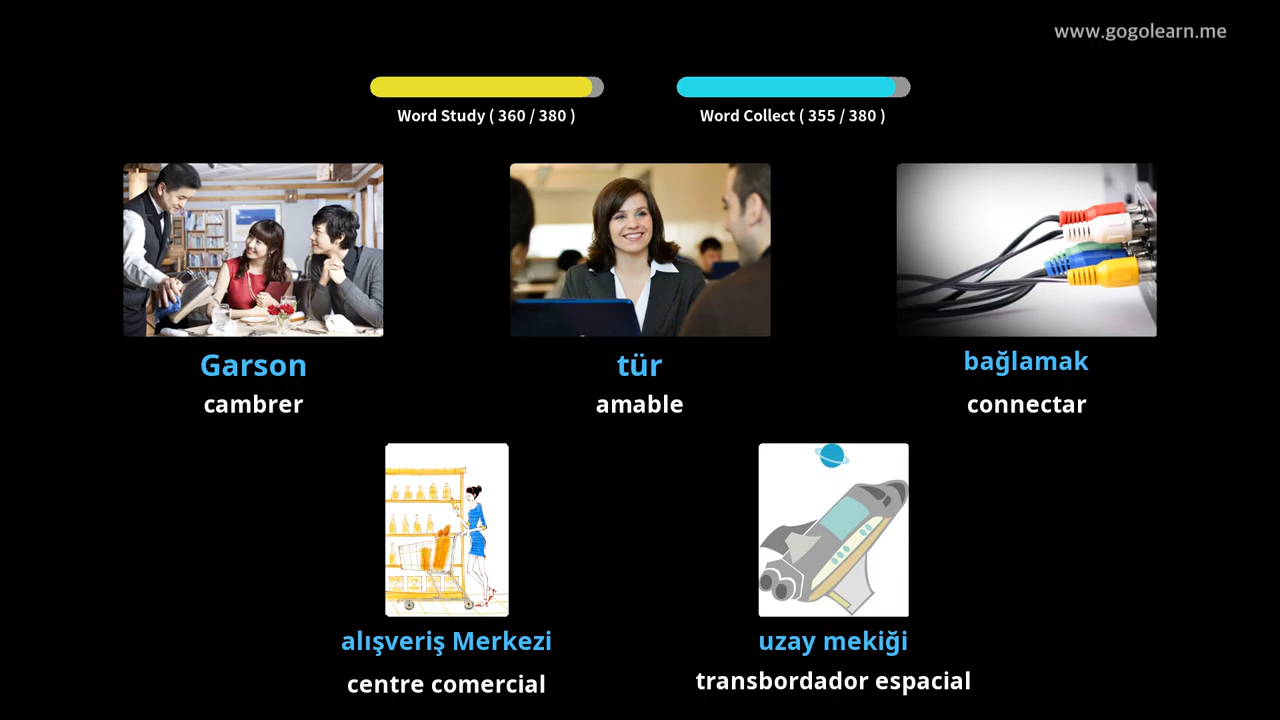 www.gogolearn.me
Word Study ( 360 / 380 )
Word Collect ( 355 / 380 )
Garson
tür
bağlamak
cambrer
amable
connectar
alışveriş Merkezi
uzay mekiği
centre comercial
transbordador espacial